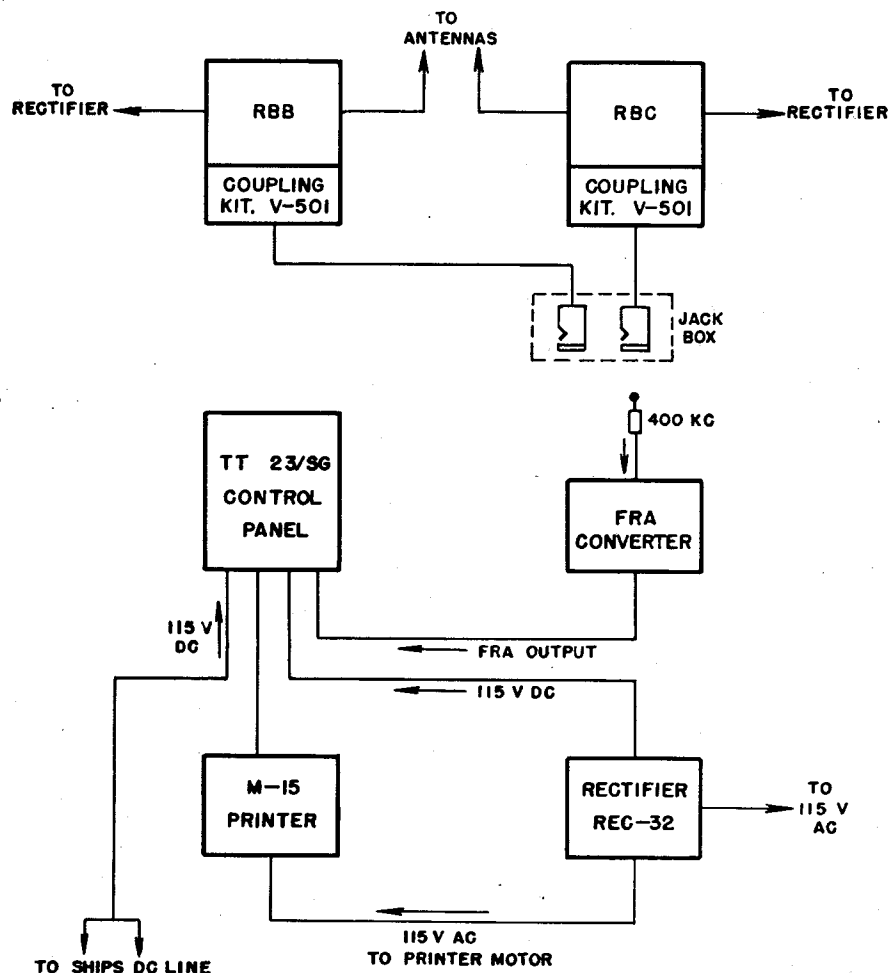 TO
ANTENNAS
TO
RECTIFIER
RBB
RBC
TO
RECTIFIER
COUPLING
KIT. V-501
COUPLING
KIT. V-501
JACK
BOX
400 KC
TT 23/SG
CONTROL
PANEL
FRA
CONVERTER
115 V
DC
FRA OUTPUT
115 V DC
M-15
PRINTER
RECTIFIER
REC-32
TO
115 V
AC
115 V AC
TO PRINTER MOTOR
TO SHIPS DC LINE